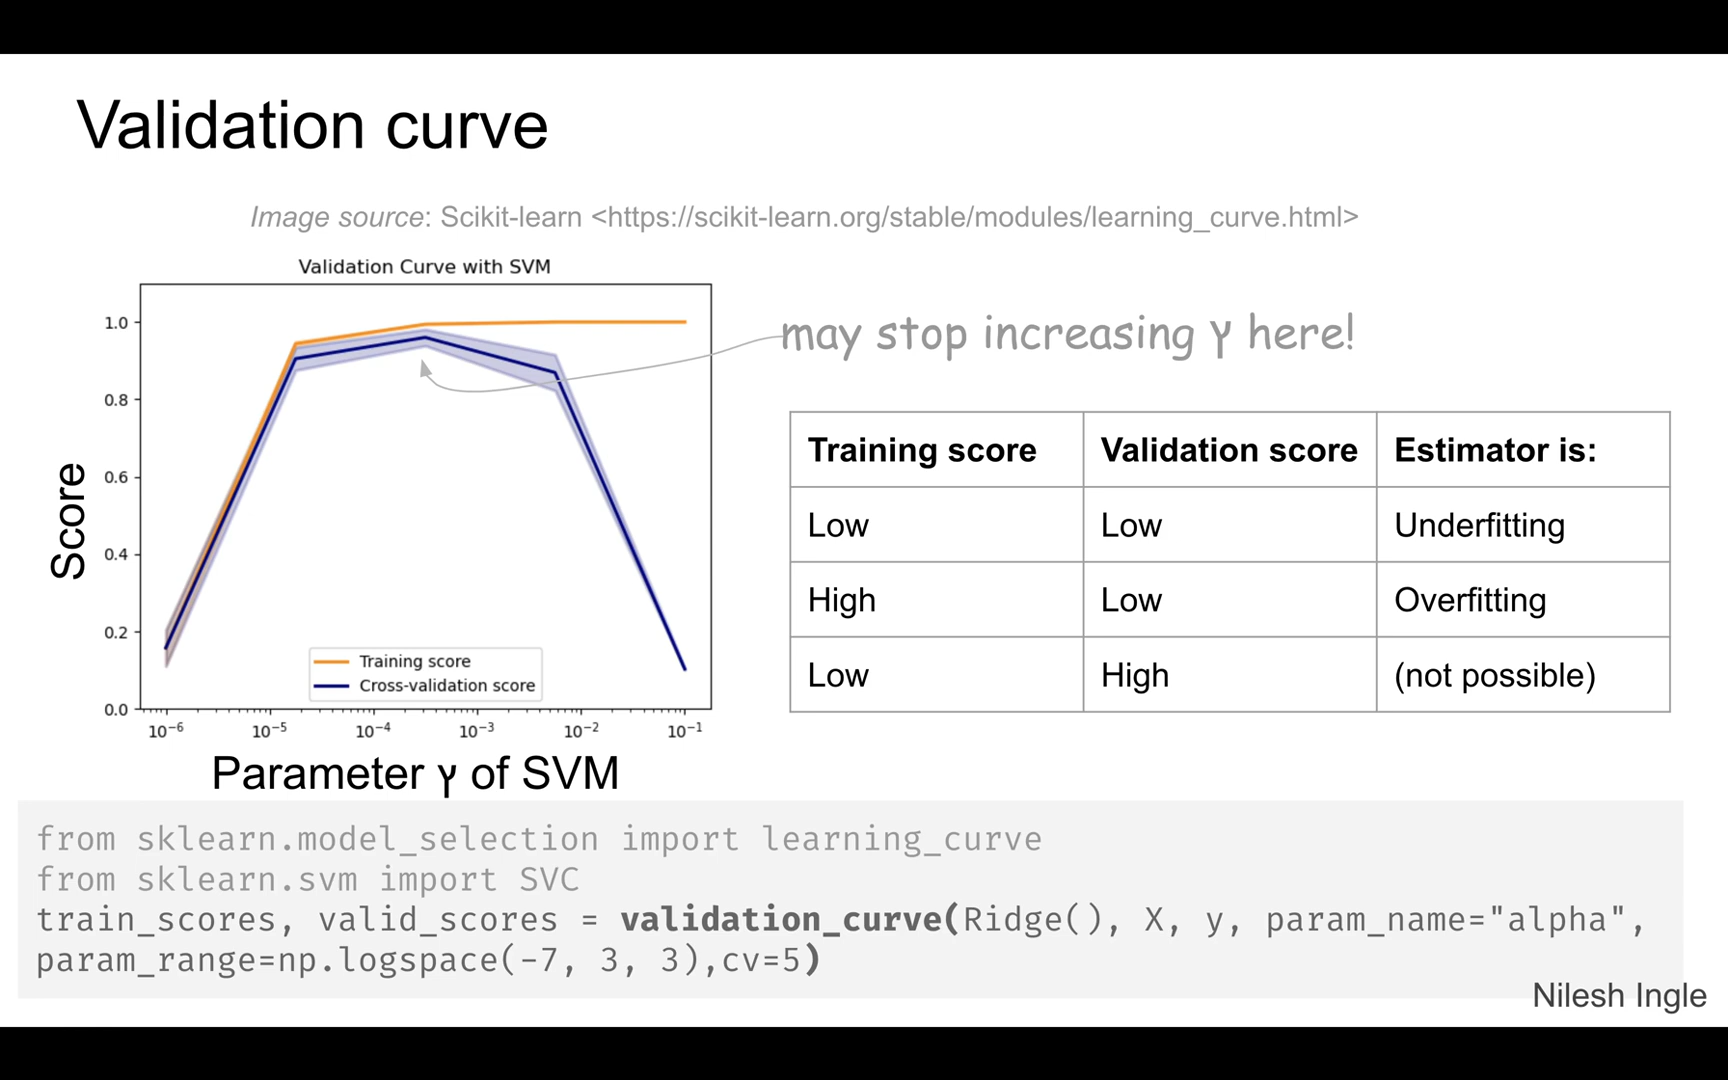 Validation curve
Image source: Scikit-learn <https://scikit-learn.org/stable/modules/learning_curve.html>
Validation Curve with SVM
may stop increasing γ here!
Score
1.0
0.8
0.6
0.4
0.2
0.0
Training score
Cross-validation score
10⁻⁶ 10⁻⁵ 10⁻⁴ 10⁻³ 10⁻² 10⁻¹
Parameter γ of SVM
Training score Validation score Estimator is:
Low Low Underfitting
High Low Overfitting
Low High (not possible)
from sklearn.model_selection import learning_curve
from sklearn.svm import SVC
train_scores, valid_scores = validation_curve(Ridge(), X, y, param_name="alpha",
param_range=np.logspace(-7, 3, 3),cv=5)
Nilesh Ingle